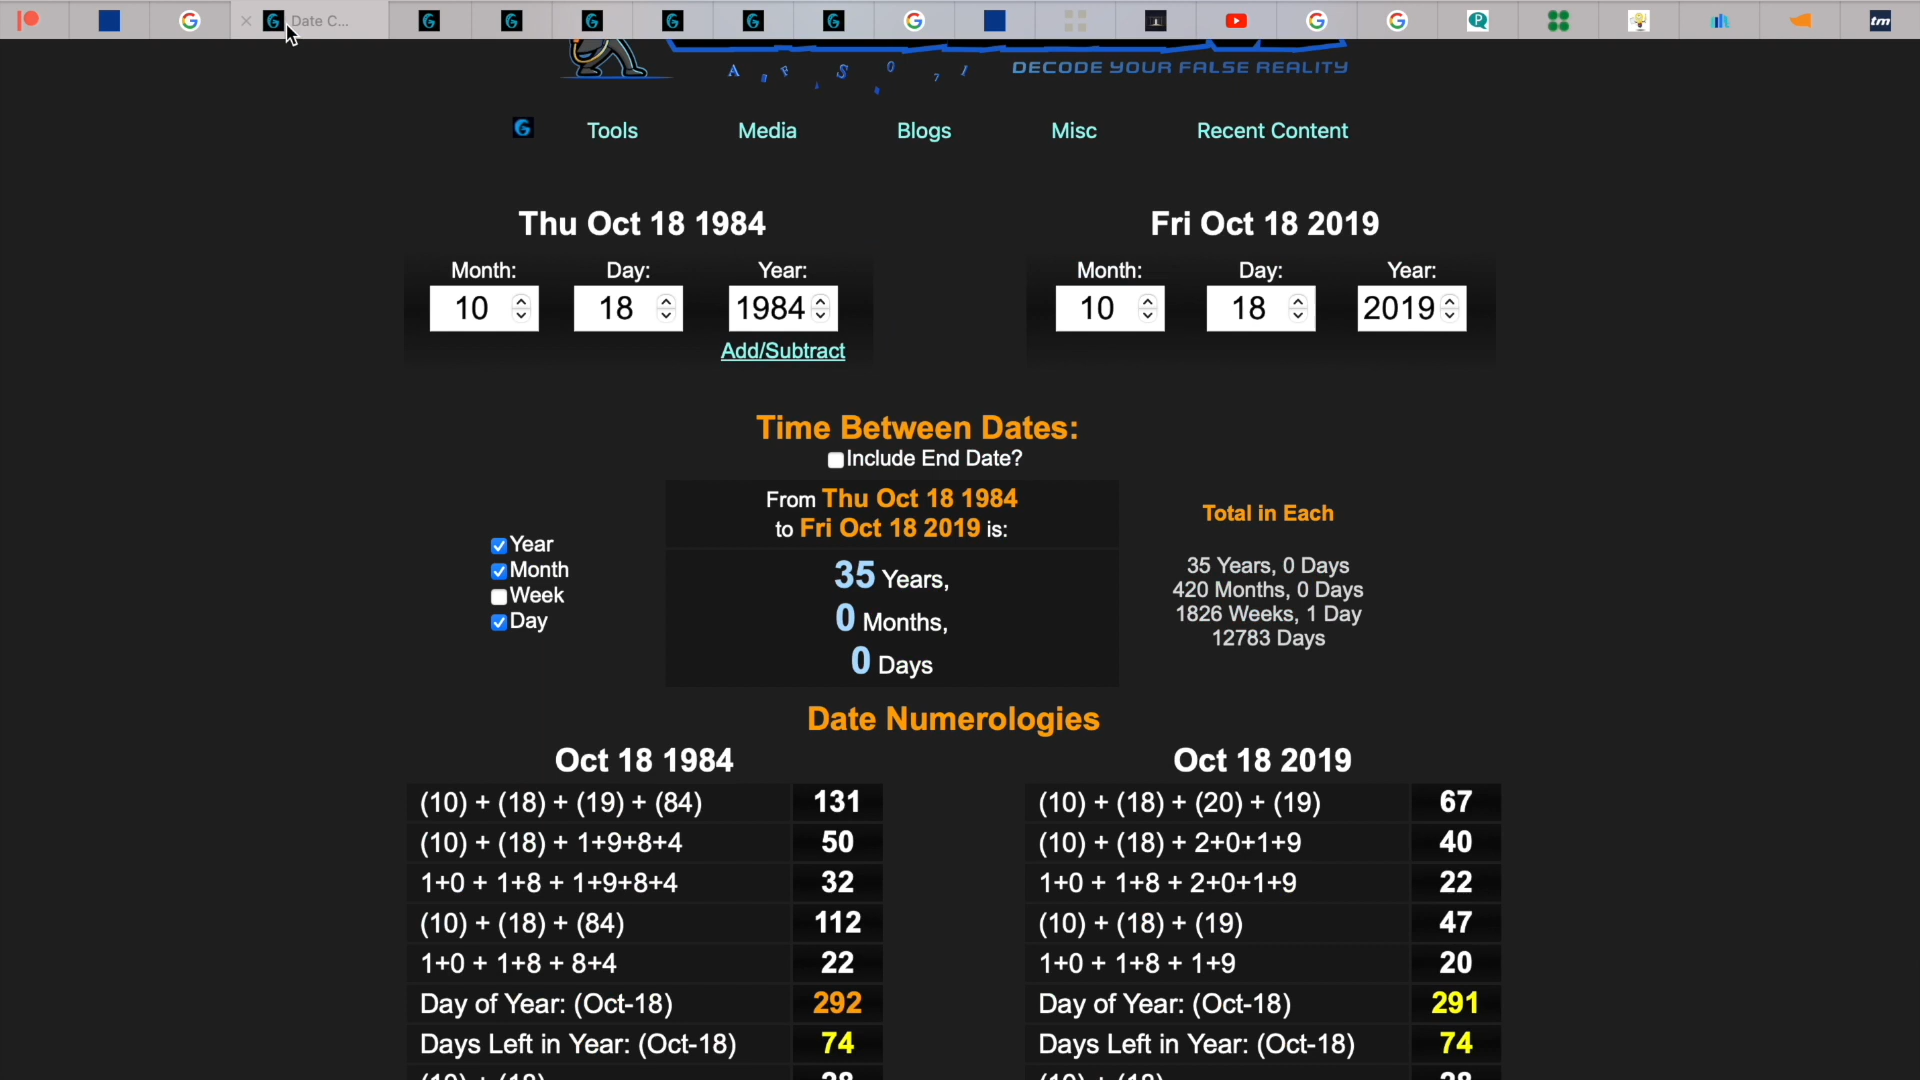 Date C...
tm
A F S O 7 I
DECODE YOUR FALSE REALITY
G Tools Media Blogs Misc Recent Content
Thu Oct 18 1984
Fri Oct 18 2019
Month: Day: Year:
10 18 1984
Add/Subtract
Month: Day: Year:
10 18 2019
Time Between Dates:
Include End Date?
From Thu Oct 18 1984
to Fri Oct 18 2019 is:
35 Years,
0 Months,
0 Days
Year
Month
Week
Day
Total in Each
35 Years, 0 Days
420 Months, 0 Days
1826 Weeks, 1 Day
12783 Days
Date Numerologies
Oct 18 1984
(10) + (18) + (19) + (84) 131
(10) + (18) + 1+9+8+4 50
1+0 + 1+8 + 1+9+8+4 32
(10) + (18) + (84) 112
1+0 + 1+8 + 8+4 22
Day of Year: (Oct-18) 292
Days Left in Year: (Oct-18) 74
(10) + (18) 28
Oct 18 2019
(10) + (18) + (20) + (19) 67
(10) + (18) + 2+0+1+9 40
1+0 + 1+8 + 2+0+1+9 22
(10) + (18) + (19) 47
1+0 + 1+8 + 1+9 20
Day of Year: (Oct-18) 291
Days Left in Year: (Oct-18) 74
(10) + (18) 28